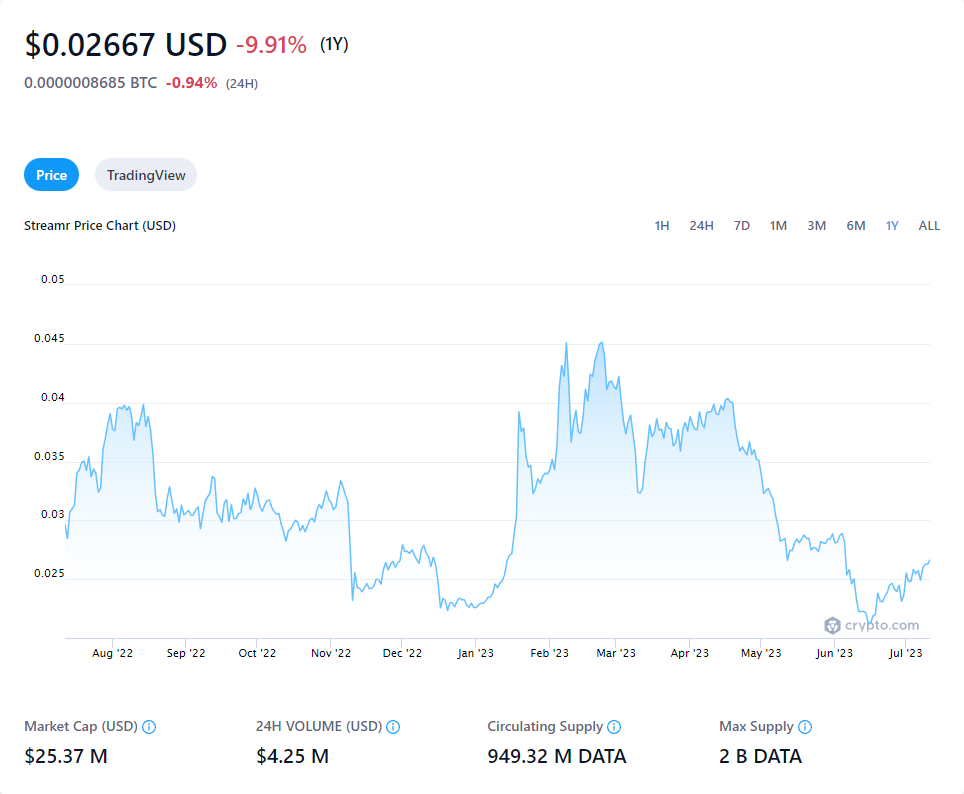 $0.02667 USD -9.91% (1Y)
0.0000008685 BTC -0.94% (24H)
Price TradingView
Streamr Price Chart (USD) 1H 24H 7D 1M 3M 6M 1Y ALL
0.05
0.045
0.04
0.035
0.03
0.025
crypto.com
Aug '22 Sep '22 Oct '22 Nov '22 Dec '22 Jan '23 Feb '23 Mar '23 Apr '23 May '23 Jun '23 Jul '23
Market Cap (USD) 24H VOLUME (USD) Circulating Supply Max Supply
$25.37 M $4.25 M 949.32 M DATA 2 B DATA